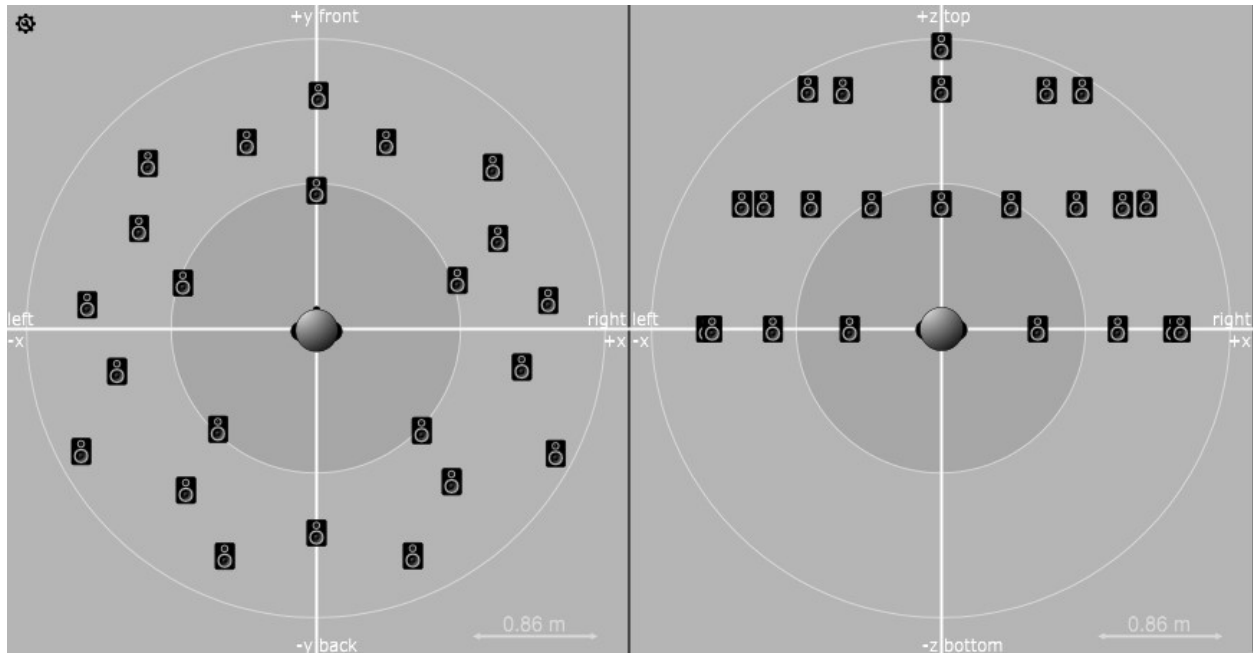 +y front
left
-x
right
+x
0.86 m
-y back
+z top
left
-x
right
+x
0.86 m
-z bottom